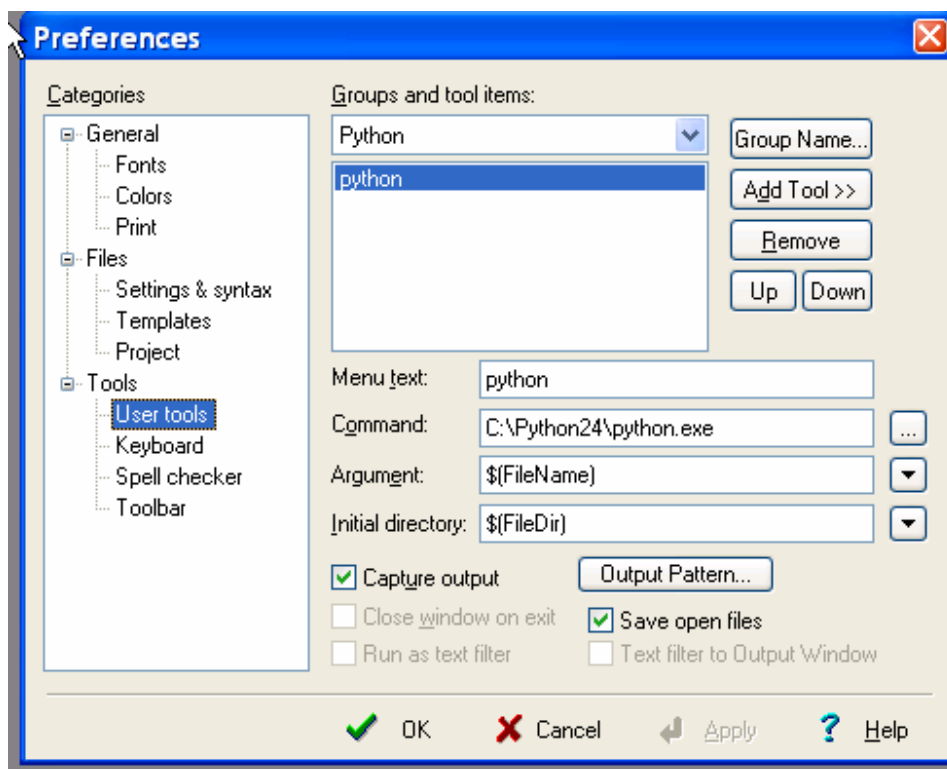 Preferences
Categories
General
Fonts
Colors
Print
Files
Settings & syntax
Templates
Project
Tools
User tools
Keyboard
Spell checker
Toolbar
Groups and tool items:
Python
python
Group Name...
Add Tool >>
Remove
Up Down
Menu text: python
Command: C:\Python24\python.exe ...
Argument: $(FileName)
Initial directory: $(FileDir)
Capture output Output Pattern...
Close window on exit Save open files
Run as text filter Text filter to Output Window
OK Cancel Apply ? Help